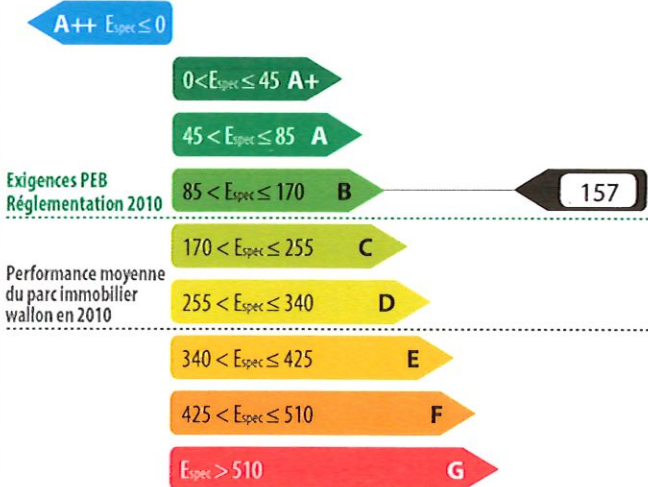 A++ Espec ≤ 0
0 < Espec ≤ 45 A+
45 < Espec ≤ 85 A
Exigences PEB
Réglementation 2010
85 < Espec ≤ 170 B
157
170 < Espec ≤ 255 C
Performance moyenne
du parc immobilier
wallon en 2010
255 < Espec ≤ 340 D
340 < Espec ≤ 425 E
425 < Espec ≤ 510 F
Espec > 510 G